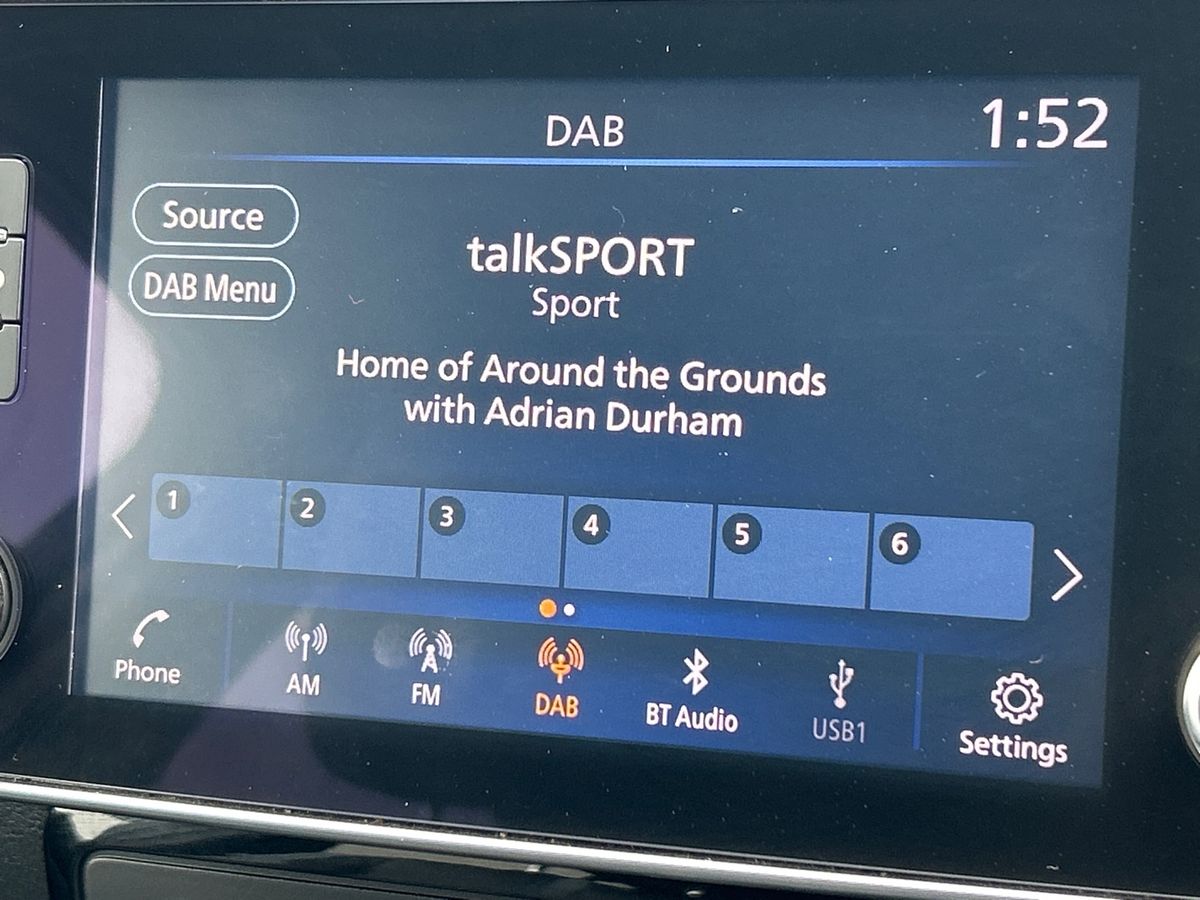 DAB
1:52
Source
talkSPORT
DAB Menu
Sport
Home of Around the Grounds
with Adrian Durham
1
2
3
4
5
6
Phone
AM
FM
DAB
BT Audio
USB1
Settings